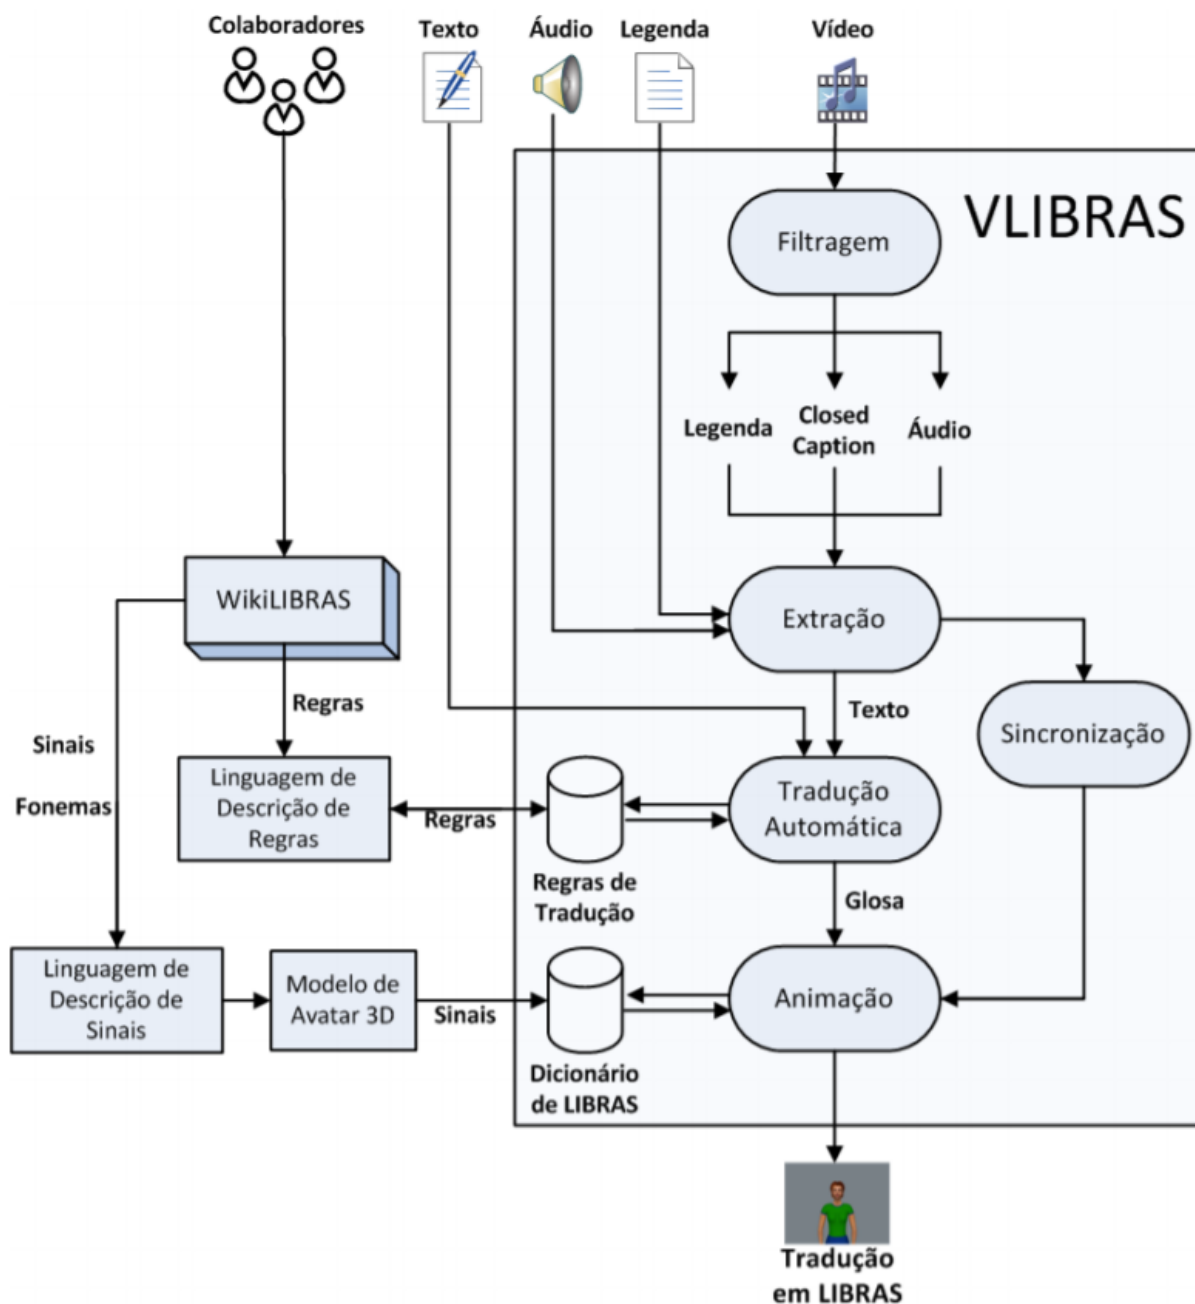 Colaboradores
Texto
Áudio
Legenda
Vídeo
VLIBRAS
Filtragem
Legenda
Closed
Caption
Áudio
WikiLIBRAS
Extração
Regras
Texto
Sinais
Sincronização
Fonemas
Linguagem de
Descrição de
Regras
Regras
Tradução
Automática
Regras de
Tradução
Glosa
Linguagem de
Descrição de
Sinais
Modelo de
Avatar 3D
Sinais
Animação
Dicionário
de LIBRAS
Tradução
em LIBRAS